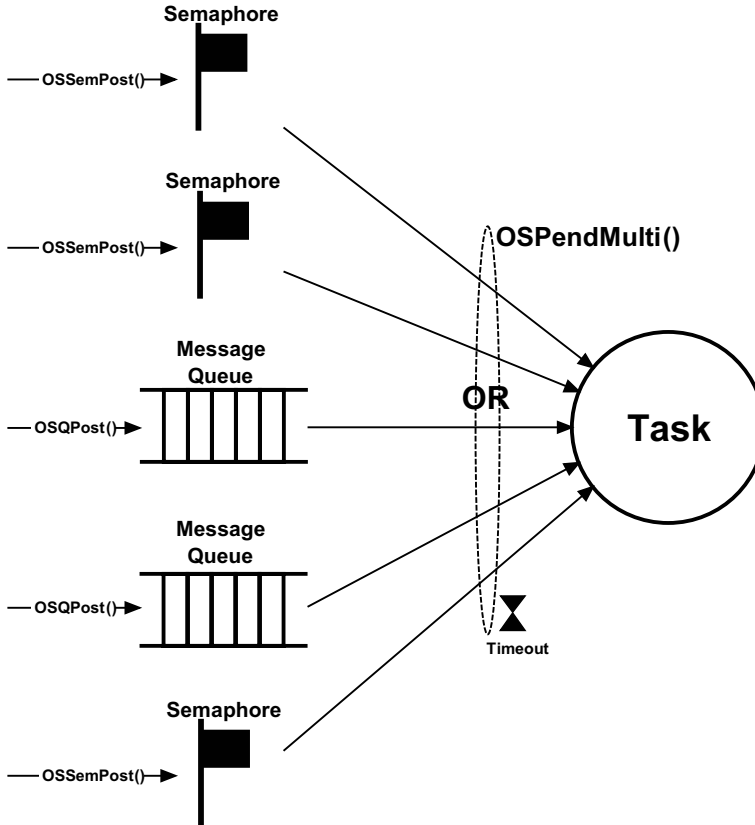 Semaphore
OSSemPost()
Semaphore
OSSemPost()
OSPendMulti()
Message
Queue
OSQPost()
OR
Task
Message
Queue
OSQPost()
Timeout
Semaphore
OSSemPost()